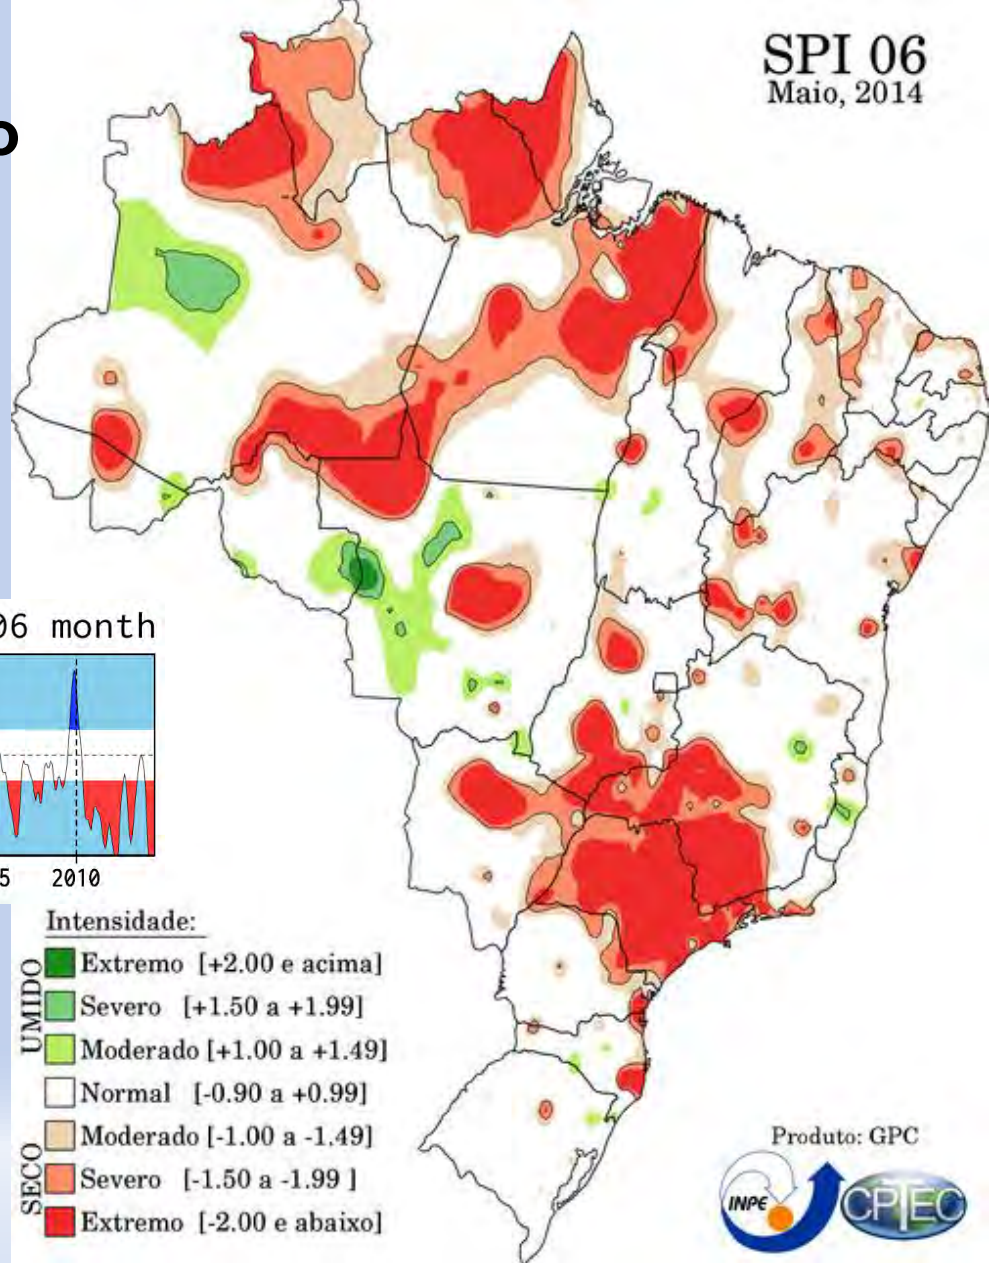 SPI 06
Maio, 2014
o
06 month
5 2010
Intensidade:
UMIDO
Extremo [+2.00 e acima]
Severo [+1.50 a +1.99]
Moderado [+1.00 a +1.49]
Normal [-0.90 a +0.99]
SECO
Moderado [-1.00 a -1.49]
Severo [-1.50 a -1.99 ]
Extremo [-2.00 e abaixo]
Produto: GPC
INPE
CPTEC